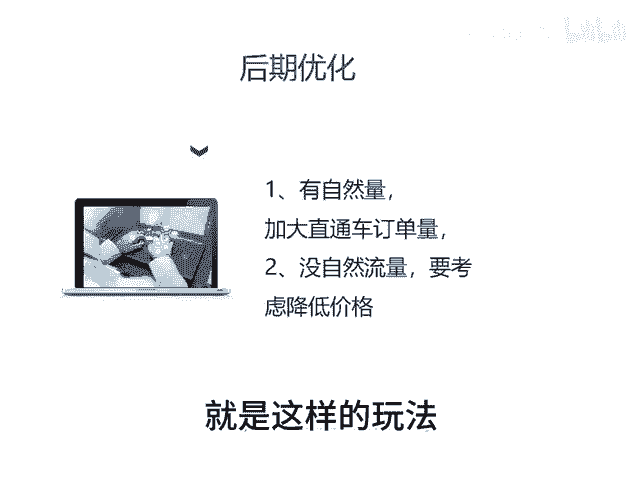 后期优化
1、有自然量，
加大直通车订单量，
2、没自然流量，要考
虑降低价格
就是这样的玩法